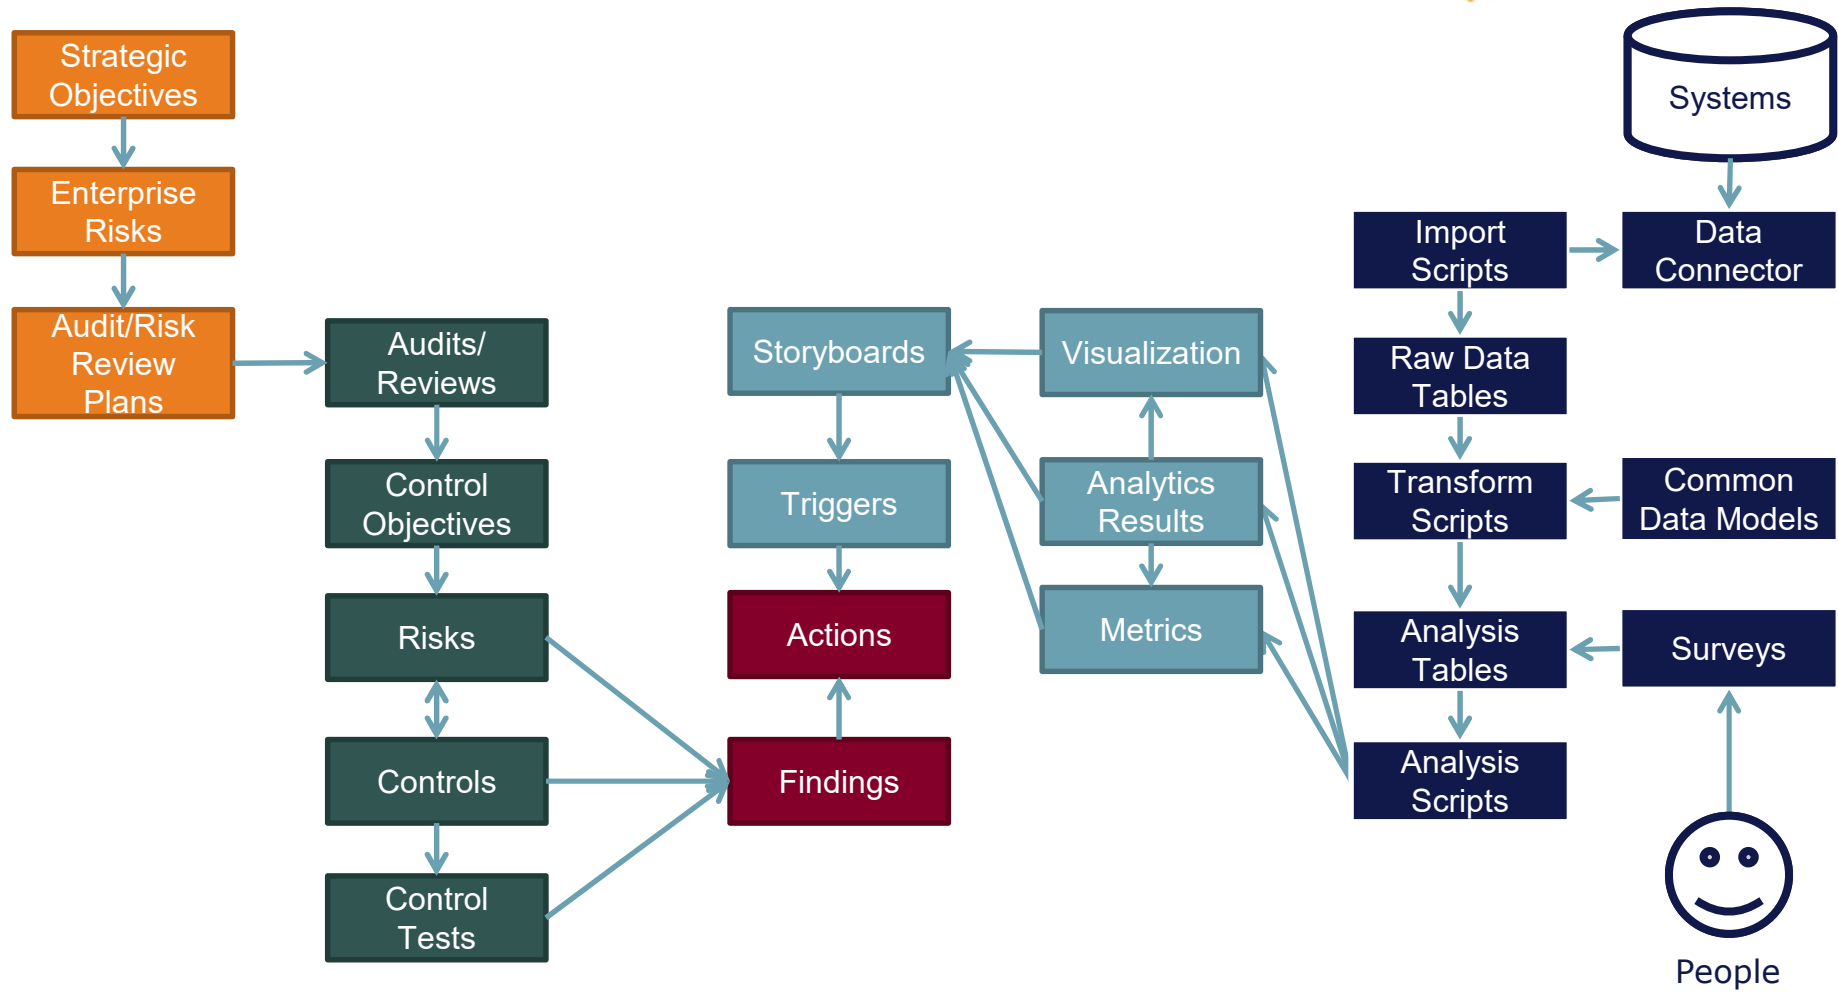 Strategic
Objectives
Enterprise
Risks
Audit/Risk
Review
Plans
Audits/
Reviews
Control
Objectives
Risks
Controls
Control
Tests
Storyboards
Triggers
Actions
Findings
Visualization
Analytics
Results
Metrics
Import
Scripts
Raw Data
Tables
Transform
Scripts
Analysis
Tables
Analysis
Scripts
Systems
Data
Connector
Common
Data Models
Surveys
People